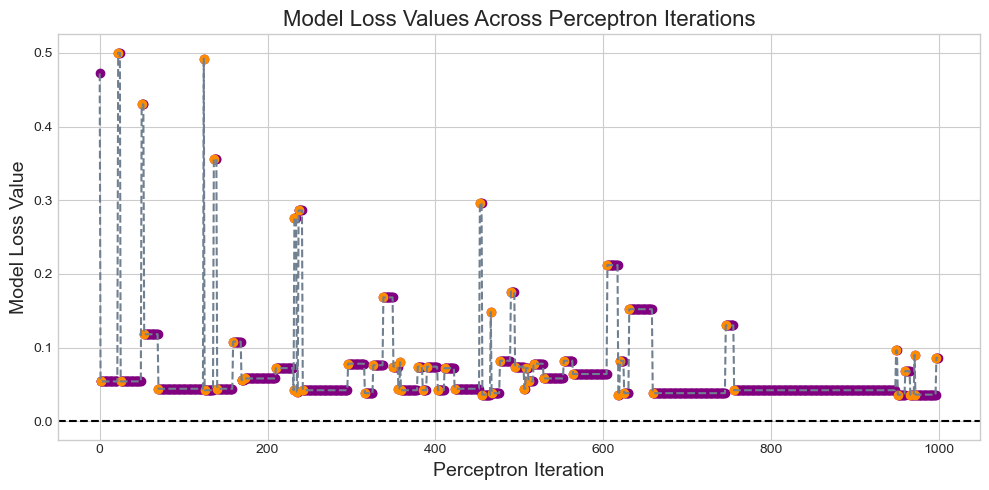 Model Loss Values Across Perceptron Iterations
Model Loss Value
0.5
0.4
0.3
0.2
0.1
0.0
0 200 400 600 800 1000
Perceptron Iteration